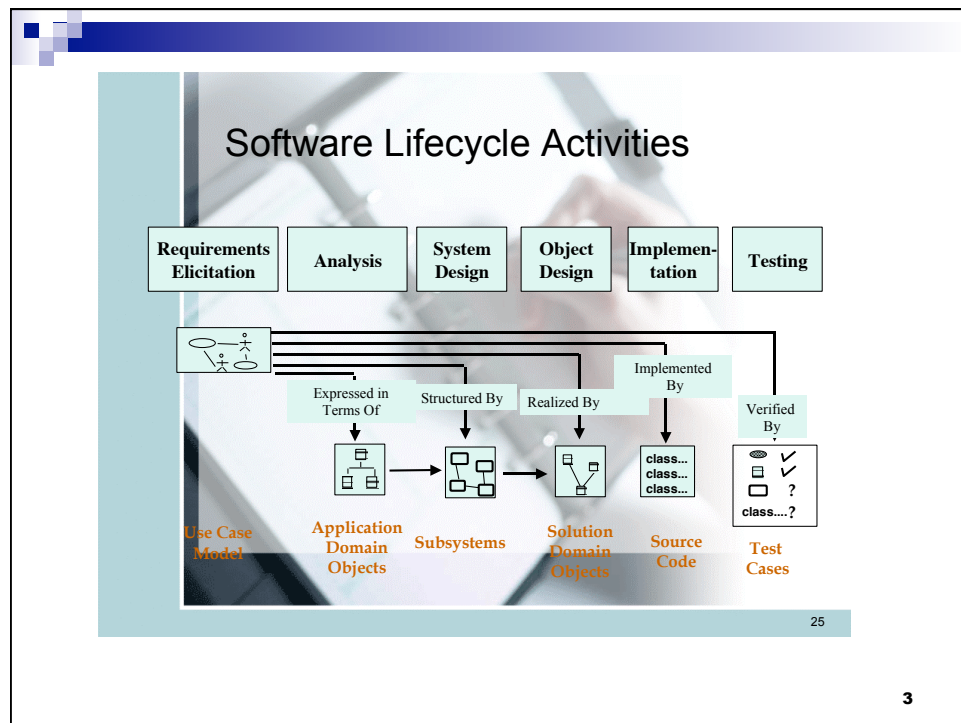 Software Lifecycle Activities
Requirements
Elicitation
Analysis
System
Design
Object
Design
Implemen-
tation
Testing
Expressed in
Terms Of
Structured By
Realized By
Implemented
By
Verified
By
class...
class...
class...
?
class....?
Use Case
Model
Application
Domain
Objects
Subsystems
Solution
Domain
Objects
Source
Code
Test
Cases
25
3